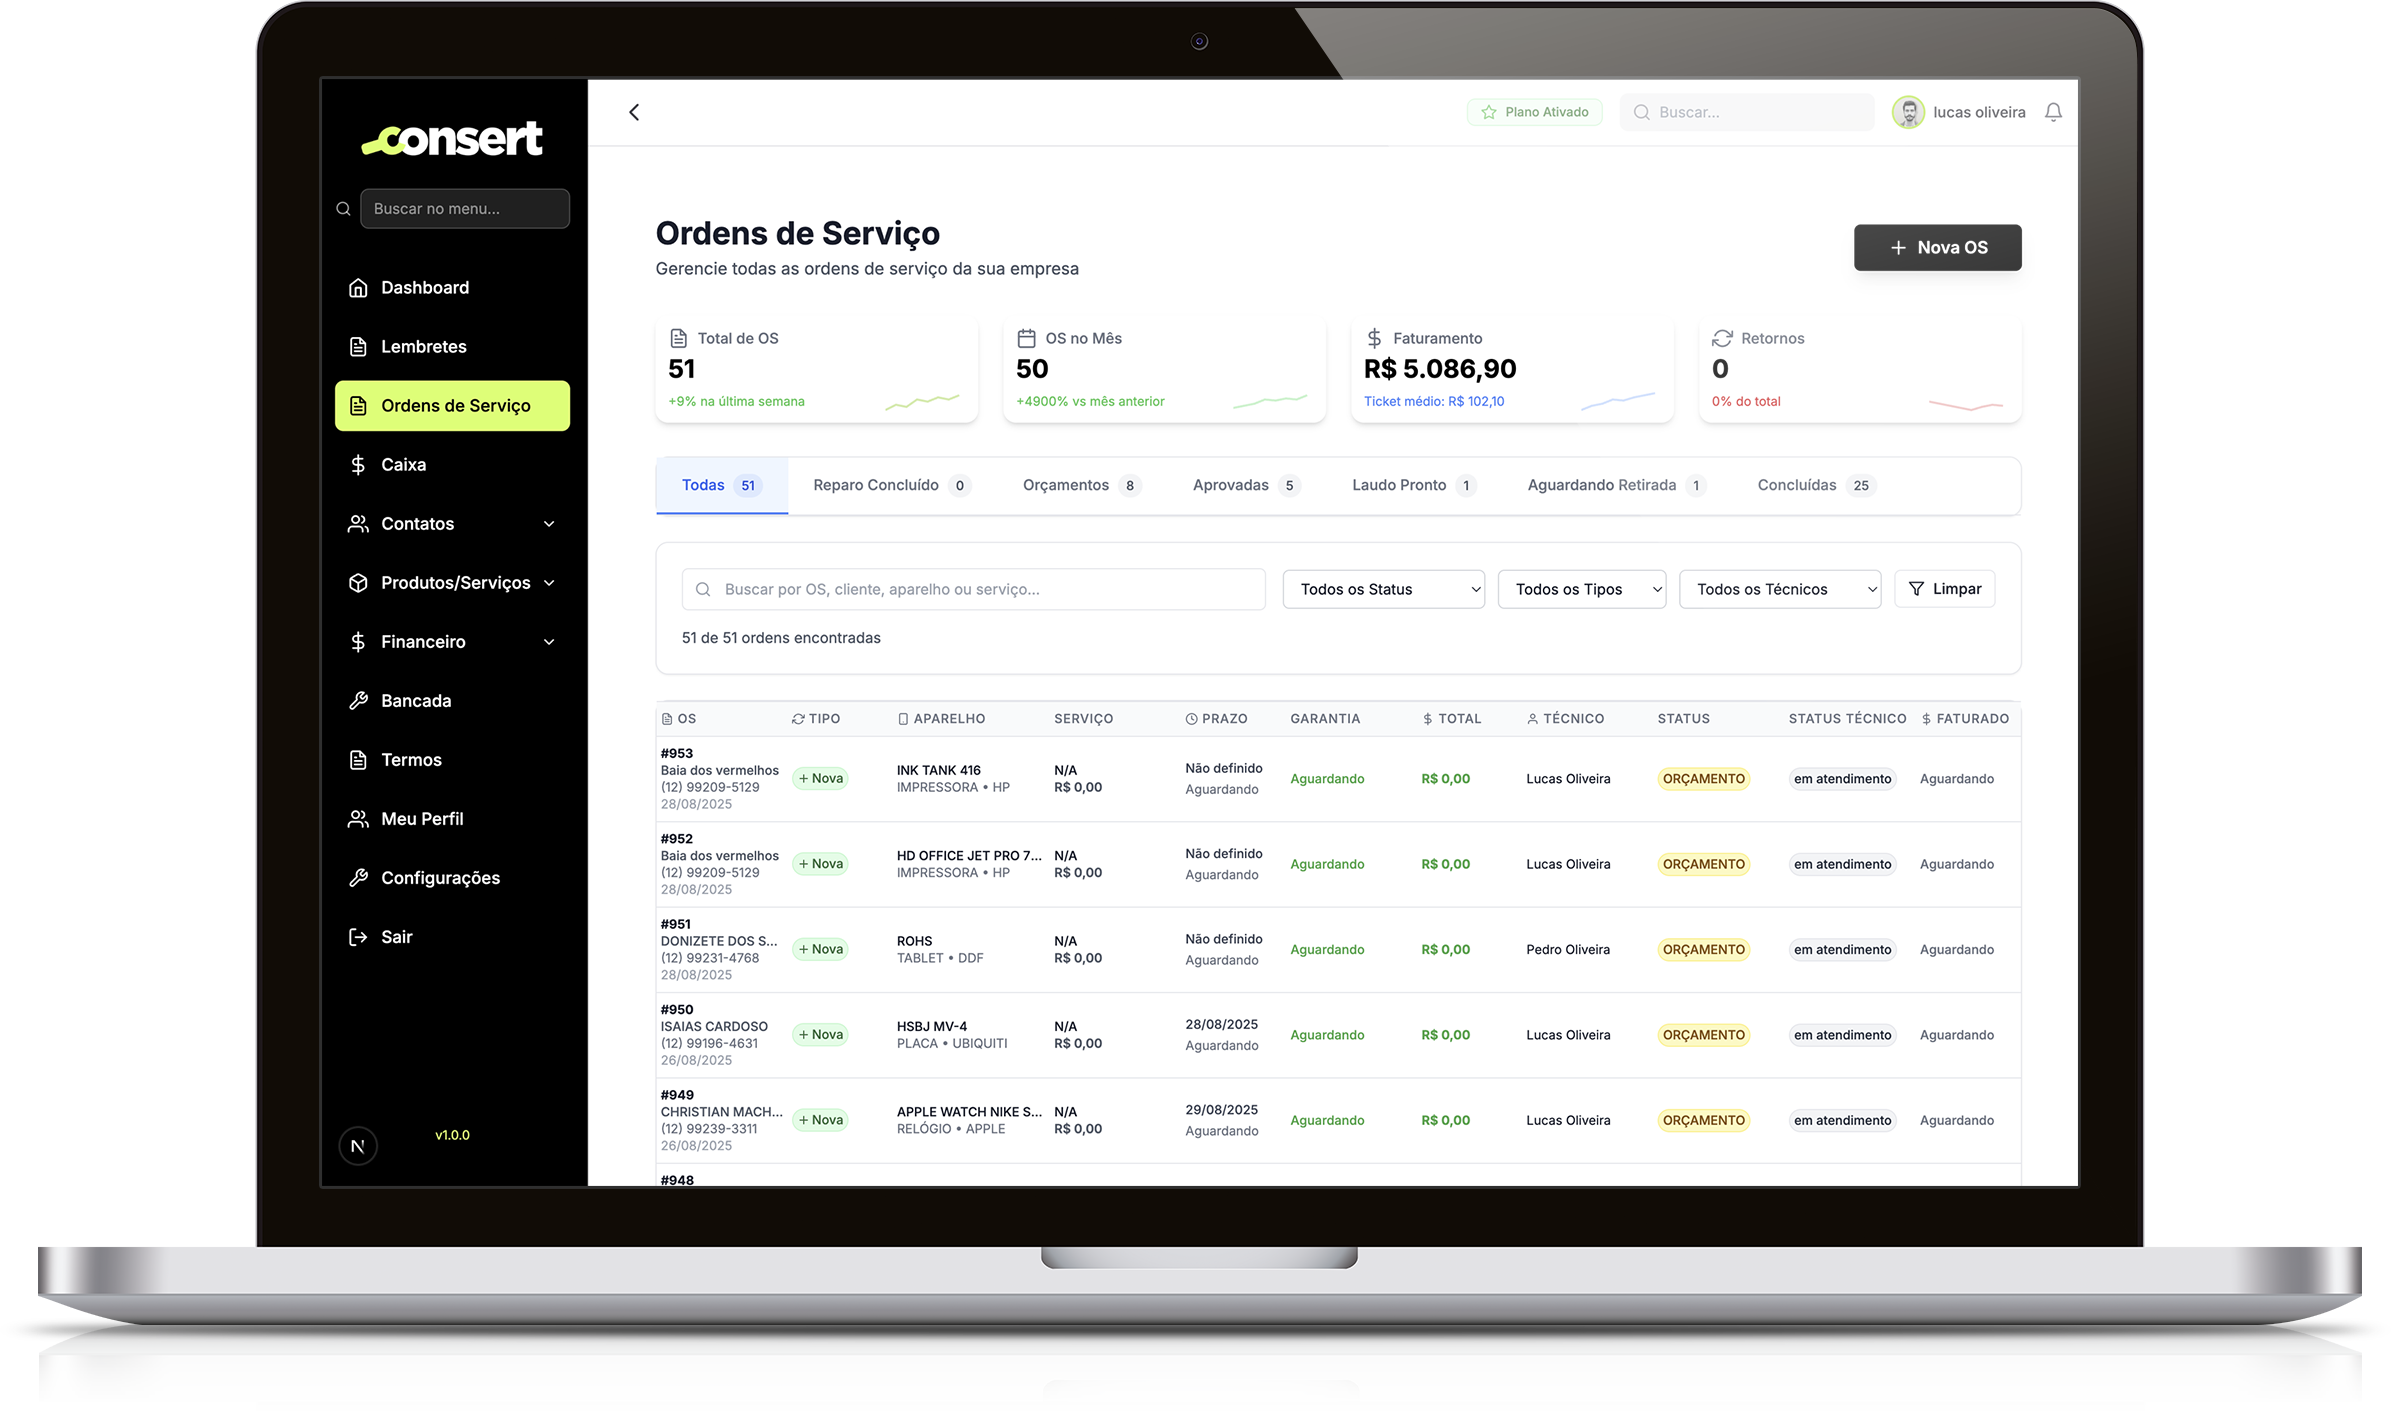 consert
Buscar no menu...
Dashboard
Lembretes
Ordens de Serviço
Caixa
Contatos
Produtos/Serviços
Financeiro
Bancada
Termos
Meu Perfil
Configurações
Sair
N
v1.0.0
Plano Ativado
Buscar...
lucas oliveira
Ordens de Serviço
Gerencie todas as ordens de serviço da sua empresa
+ Nova OS
Total de OS
51
+9% na última semana
OS no Mês
50
+4900% vs mês anterior
$ Faturamento
R$ 5.086,90
Ticket médio: R$ 102,10
Retornos
0
0% do total
Todas 51 Reparo Concluído 0 Orçamentos 8 Aprovadas 5 Laudo Pronto 1 Aguardando Retirada 1 Concluídas 25
Buscar por OS, cliente, aparelho ou serviço...
Todos os Status
Todos os Tipos
Todos os Técnicos
Limpar
51 de 51 ordens encontradas
OS TIPO APARELHO SERVIÇO PRAZO GARANTIA $ TOTAL TÉCNICO STATUS STATUS TÉCNICO $ FATURADO
#953
Baia dos vermelhos
(12) 99209-5129
28/08/2025
+ Nova
INK TANK 416
IMPRESSORA • HP
N/A
R$ 0,00
Não definido
Aguardando
Aguardando
R$ 0,00
Lucas Oliveira
ORÇAMENTO
em atendimento
Aguardando
#952
Baia dos vermelhos
(12) 99209-5129
28/08/2025
+ Nova
HD OFFICE JET PRO 7...
IMPRESSORA • HP
N/A
R$ 0,00
Não definido
Aguardando
Aguardando
R$ 0,00
Lucas Oliveira
ORÇAMENTO
em atendimento
Aguardando
#951
DONIZETE DOS S...
(12) 99231-4768
28/08/2025
+ Nova
ROHS
TABLET • DDF
N/A
R$ 0,00
Não definido
Aguardando
Aguardando
R$ 0,00
Pedro Oliveira
ORÇAMENTO
em atendimento
Aguardando
#950
ISAIAS CARDOSO
(12) 99196-4631
26/08/2025
+ Nova
HSBJ MV-4
PLACA • UBIQUITI
N/A
R$ 0,00
28/08/2025
Aguardando
Aguardando
R$ 0,00
Lucas Oliveira
ORÇAMENTO
em atendimento
Aguardando
#949
CHRISTIAN MACH...
(12) 99239-3311
26/08/2025
+ Nova
APPLE WATCH NIKE S...
RELÓGIO • APPLE
N/A
R$ 0,00
29/08/2025
Aguardando
Aguardando
R$ 0,00
Lucas Oliveira
ORÇAMENTO
em atendimento
Aguardando
#948